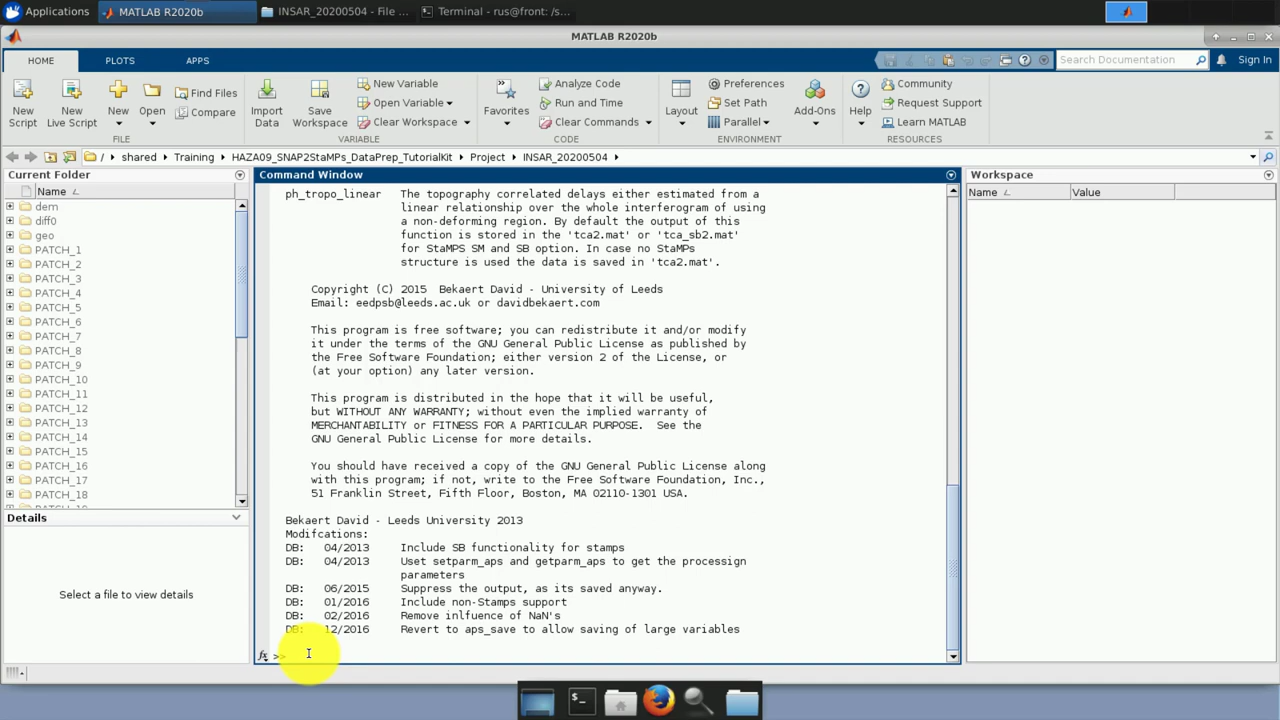 Applications
MATLAB R2020b
INSAR_20200504 - File ...
Terminal - rus@front: /s...
MATLAB R2020b
HOME
PLOTS
APPS
Search Documentation
Sign In
New Script
New Live Script
New
Open
Find Files
Compare
FILE
Import Data
Save Workspace
New Variable
Open Variable
Clear Workspace
VARIABLE
Favorites
Analyze Code
Run and Time
Clear Commands
CODE
Layout
Preferences
Set Path
Parallel
ENVIRONMENT
Add-Ons
Help
Community
Request Support
Learn MATLAB
RESOURCES
/ shared Training HAZA09_SNAP2StaMPs_DataPrep_TutorialKit Project INSAR_20200504
Current Folder
Name
dem
diff0
geo
PATCH_1
PATCH_2
PATCH_3
PATCH_4
PATCH_5
PATCH_6
PATCH_7
PATCH_8
PATCH_9
PATCH_10
PATCH_11
PATCH_12
PATCH_13
PATCH_14
PATCH_15
PATCH_16
PATCH_17
PATCH_18
Details
Select a file to view details
Command Window
ph_tropo_linear The topography correlated delays either estimated from a
linear relationship over the whole interferogram of using
a non-deforming region. By default the output of this
function is stored in the 'tca2.mat' or 'tca_sb2.mat'
for StaMPS SM and SB option. In case no StaMPs
structure is used the data is saved in 'tca2.mat'.
Copyright (C) 2015 Bekaert David - University of Leeds
Email: eedpsb@leeds.ac.uk or davidbekaert.com
This program is free software; you can redistribute it and/or modify
it under the terms of the GNU General Public License as published by
the Free Software Foundation; either version 2 of the License, or
(at your option) any later version.
This program is distributed in the hope that it will be useful,
but WITHOUT ANY WARRANTY; without even the implied warranty of
MERCHANTABILITY or FITNESS FOR A PARTICULAR PURPOSE. See the
GNU General Public License for more details.
You should have received a copy of the GNU General Public License along
with this program; if not, write to the Free Software Foundation, Inc.,
51 Franklin Street, Fifth Floor, Boston, MA 02110-1301 USA.
Bekaert David - Leeds University 2013
Modifcations:
DB: 04/2013 Include SB functionality for stamps
DB: 04/2013 Uset setparm_aps and getparm_aps to get the processign
parameters
DB: 06/2015 Suppress the output, as its saved anyway.
DB: 01/2016 Include non-Stamps support
DB: 02/2016 Remove inlfuence of NaN's
DB: 12/2016 Revert to aps_save to allow saving of large variables
fx >>
Workspace
Name
Value